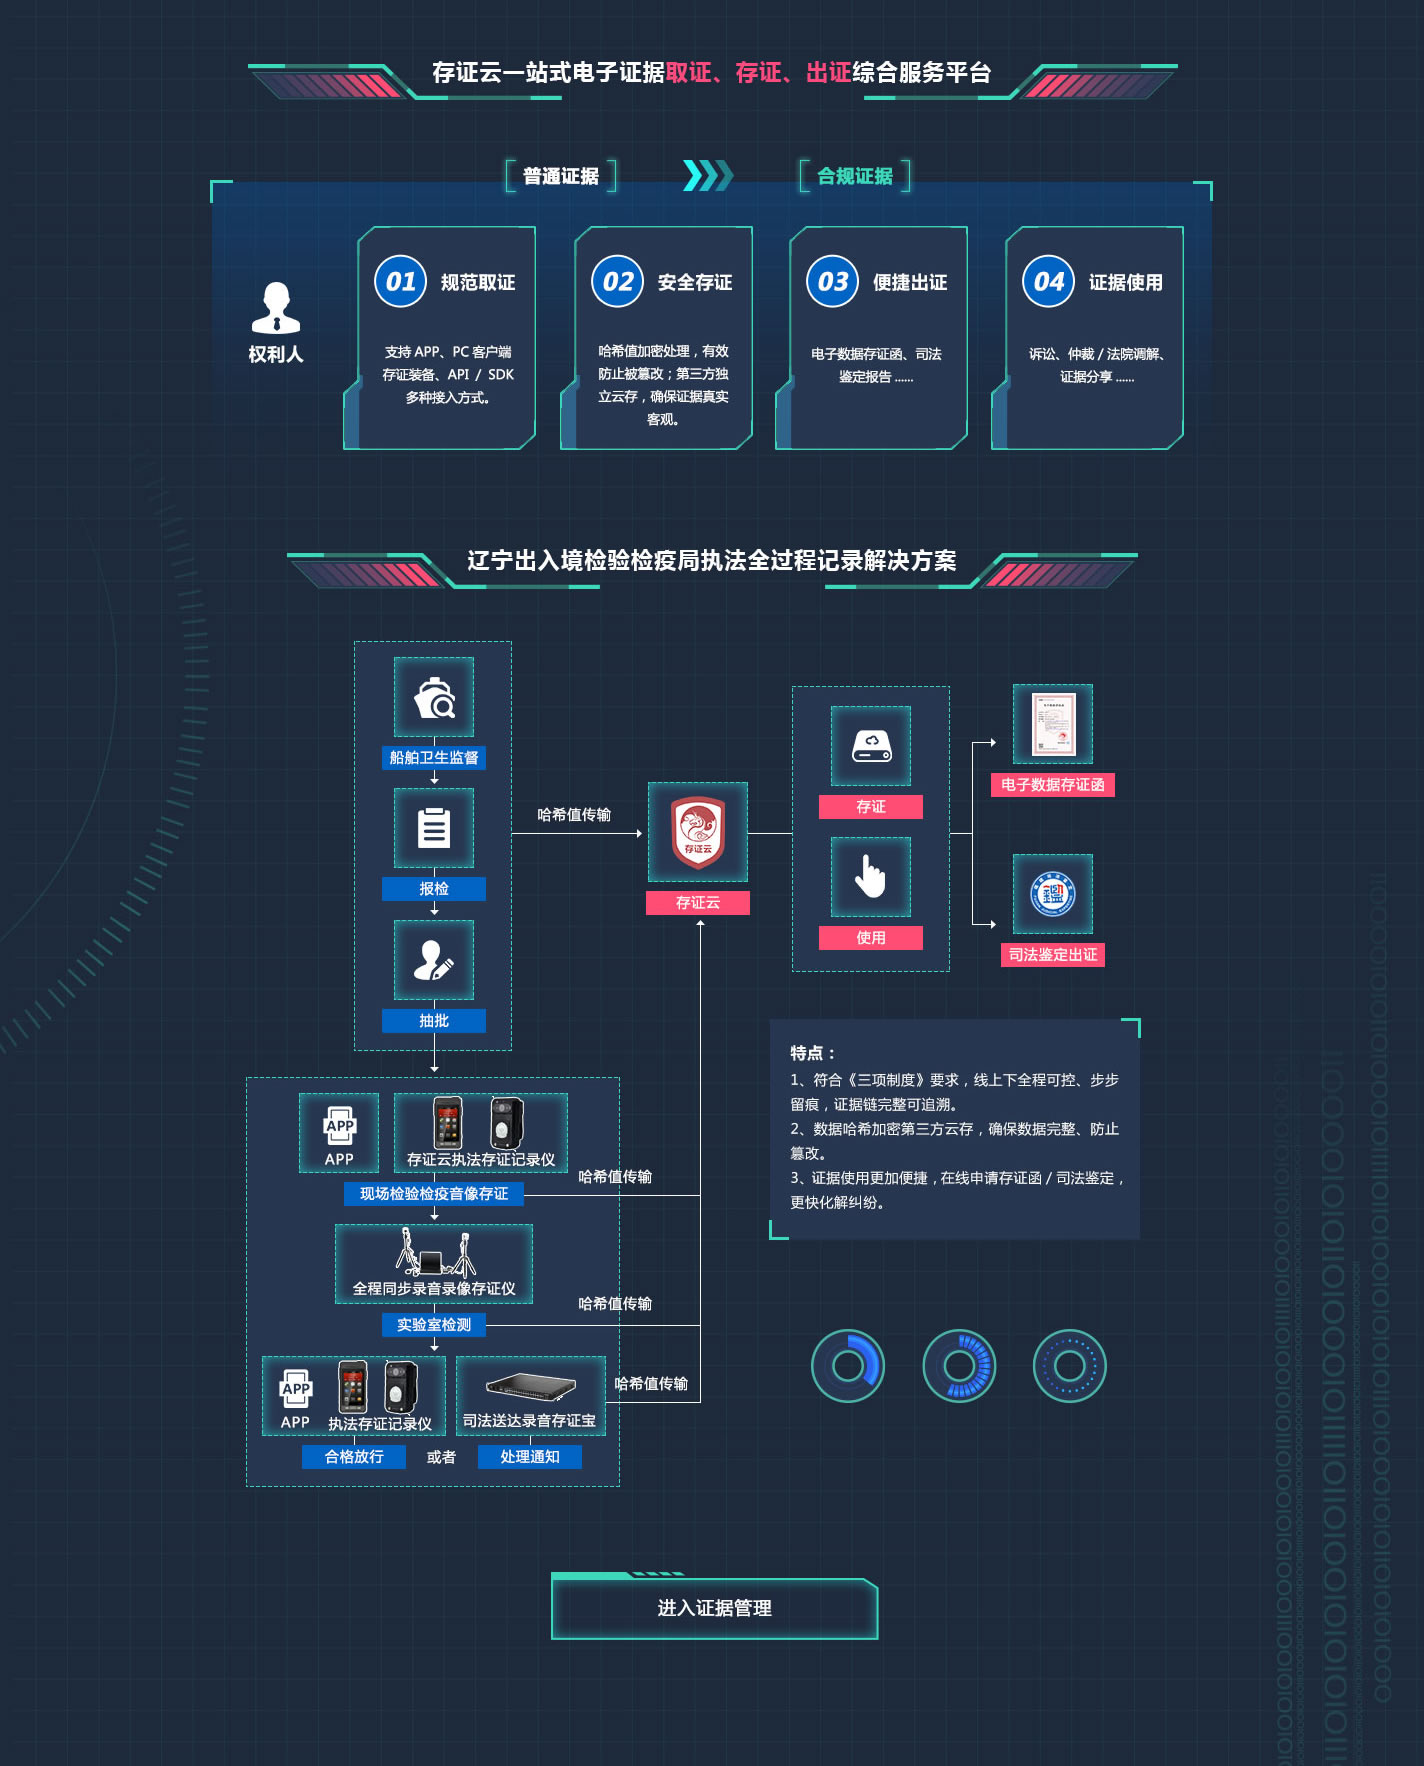 存证云一站式电子证据取证、存证、出证综合服务平台
普通证据
合规证据
权利人
01 规范取证
支持 APP、PC 客户端
存证装备、API / SDK
多种接入方式。
02 安全存证
哈希值加密处理，有效
防止被篡改；第三方独
立云存，确保证据真实
客观。
03 便捷出证
电子数据存证函、司法
鉴定报告 ......
04 证据使用
诉讼、仲裁 / 法院调解、
证据分享 ......
辽宁出入境检验检疫局执法全过程记录解决方案
船舶卫生监督
报检
抽批
哈希值传输
存证云
存证云
存证
使用
电子数据存证函
司法鉴定出证
特点：
1、符合《三项制度》要求，线上下全程可控、步步
留痕，证据链完整可追溯。
2、数据哈希加密第三方云存，确保数据完整、防止
篡改。
3、证据使用更加便捷，在线申请存证函 / 司法鉴定，
更快化解纠纷。
APP
APP
存证云执法存证记录仪
哈希值传输
现场检验检疫音像存证
全程同步录音录像存证仪
哈希值传输
实验室检测
APP
APP
执法存证记录仪
司法送达录音存证宝
哈希值传输
合格放行
或者
处理通知
进入证据管理